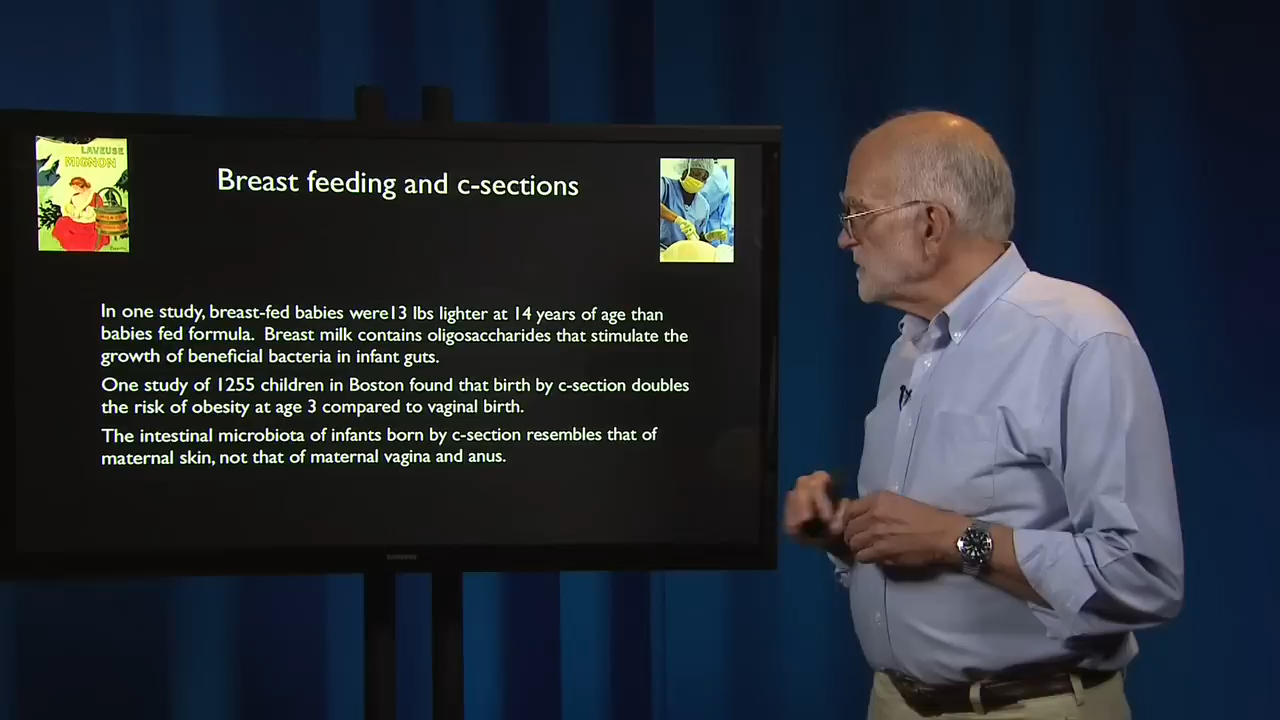 LAVEUSE
MIGNON
Breast feeding and c-sections
In one study, breast-fed babies were13 lbs lighter at 14 years of age than
babies fed formula. Breast milk contains oligosaccharides that stimulate the
growth of beneficial bacteria in infant guts.
One study of 1255 children in Boston found that birth by c-section doubles
the risk of obesity at age 3 compared to vaginal birth.
The intestinal microbiota of infants born by c-section resembles that of
maternal skin, not that of maternal vagina and anus.
SAMSUNG